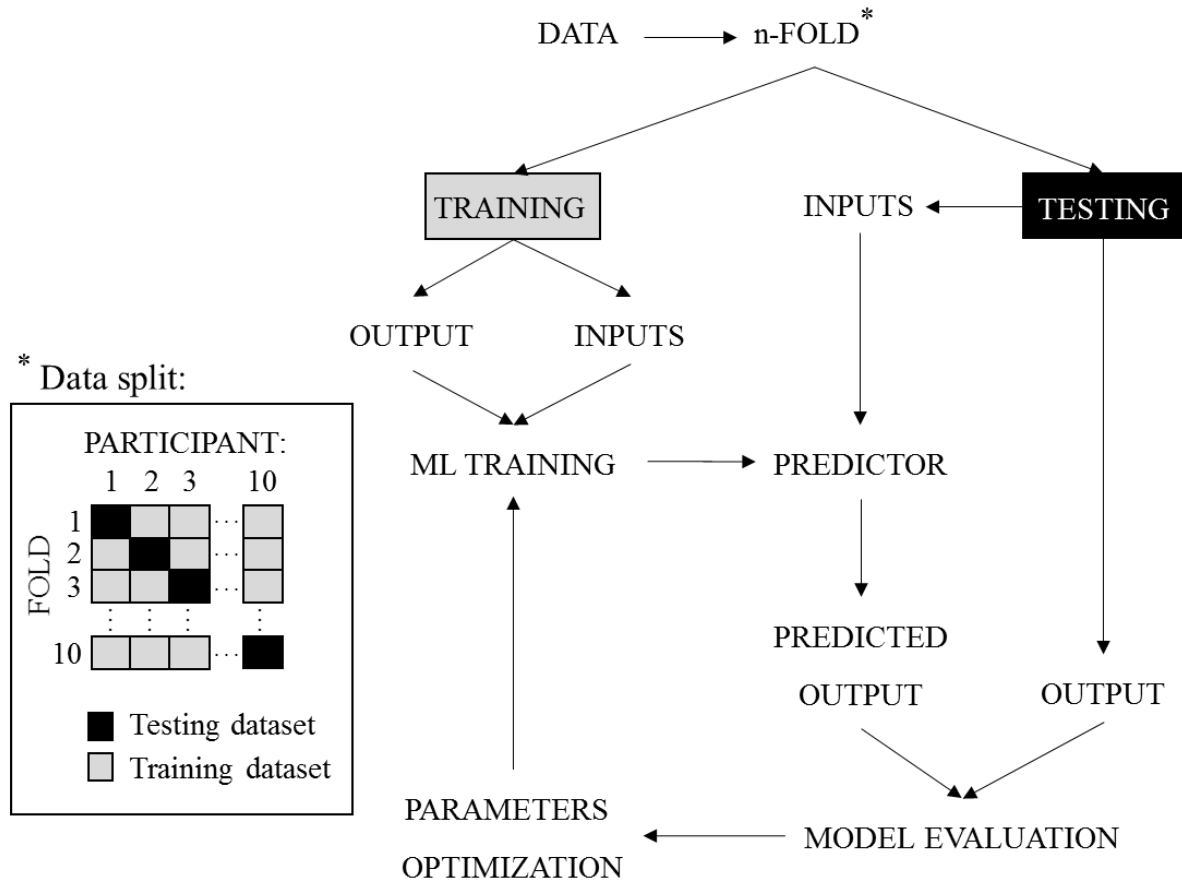 DATA
n-FOLD*
TRAINING
INPUTS
TESTING
OUTPUT
INPUTS
* Data split:
PARTICIPANT:
1 2 3 10
FOLD
1 ...
2 ...
3 ...
10 ...
Testing dataset
Training dataset
ML TRAINING
PREDICTOR
PREDICTED
OUTPUT
OUTPUT
PARAMETERS
OPTIMIZATION
MODEL EVALUATION